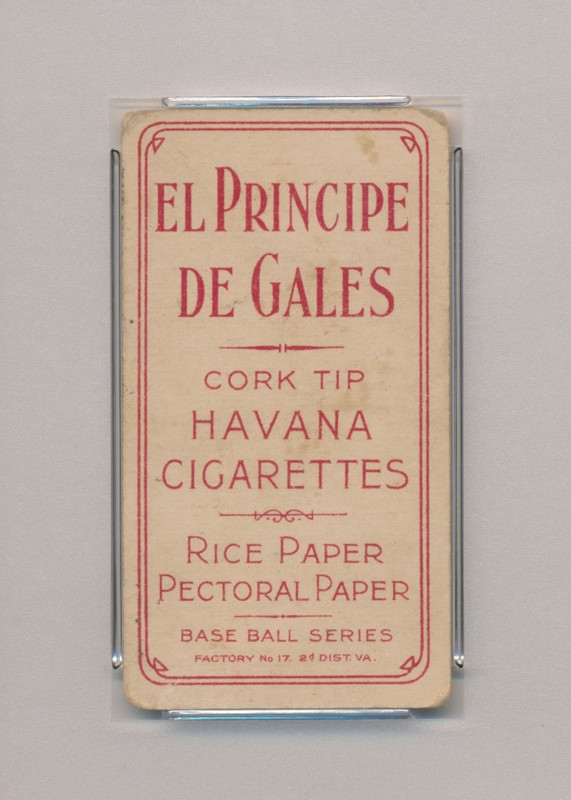 EL PRINCIPE
DE GALES
CORK TIP
HAVANA
CIGARETTES
RICE PAPER
PECTORAL PAPER
BASE BALL SERIES
FACTORY No 17. 2d DIST. VA.